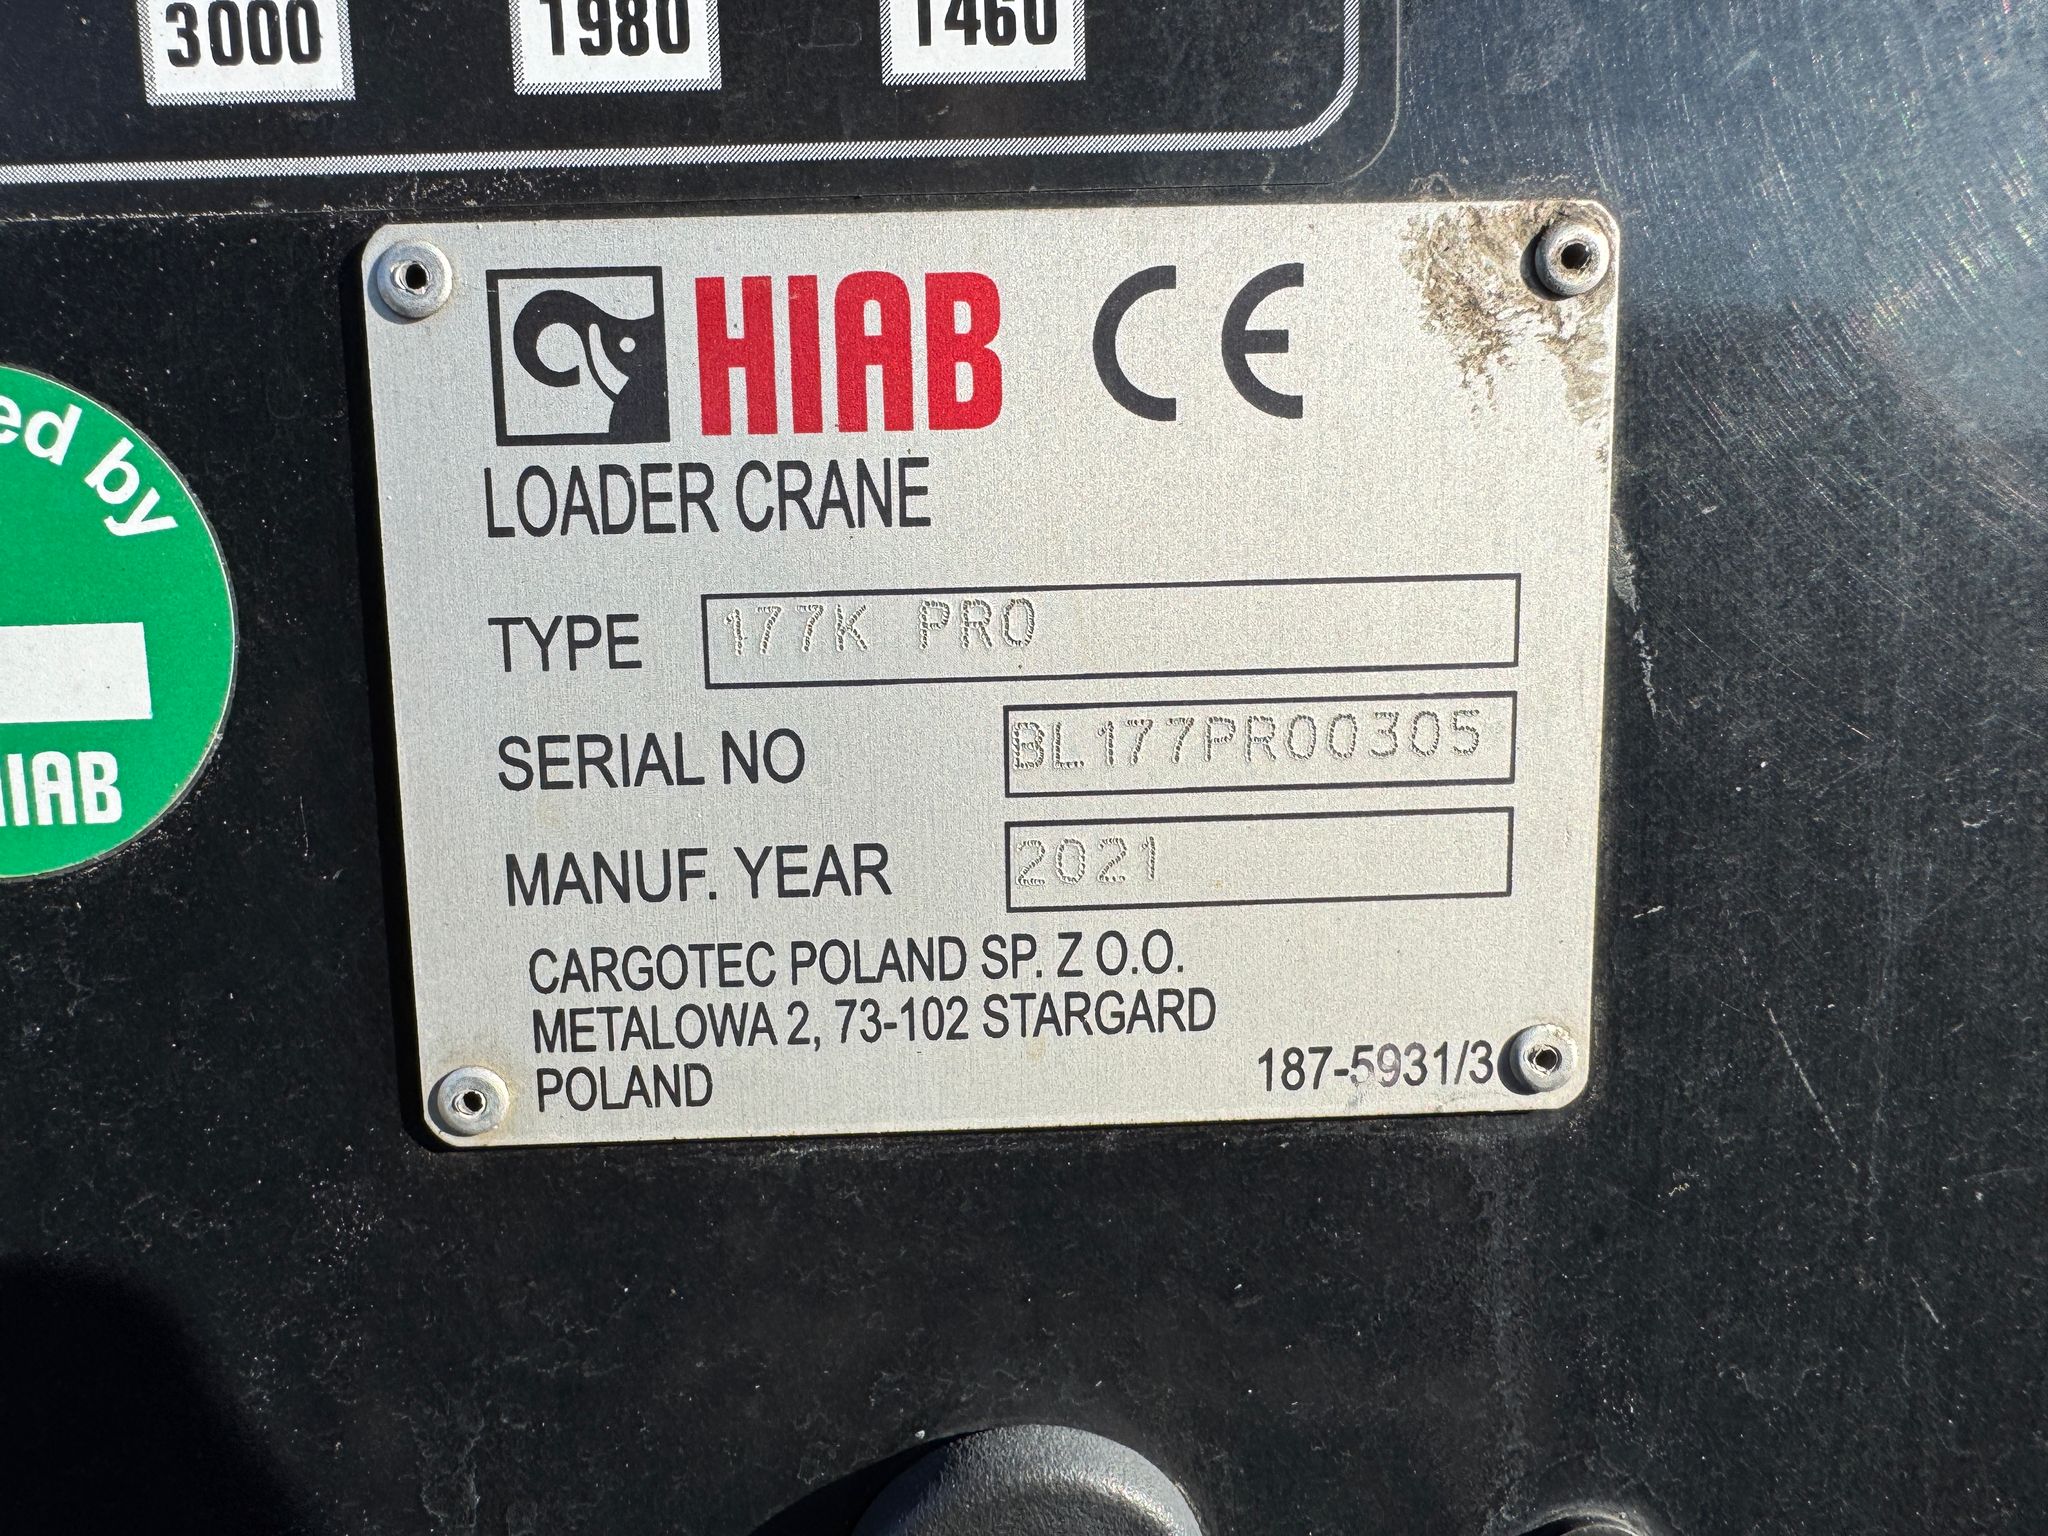 3000 1980 1460
HIAB CE
LOADER CRANE
TYPE 177K PRO
SERIAL NO BL177PR00305
MANUF. YEAR 2021
CARGOTEC POLAND SP. Z O.O.
METALOWA 2, 73-102 STARGARD
POLAND
187-5931/3
ed by
HIAB